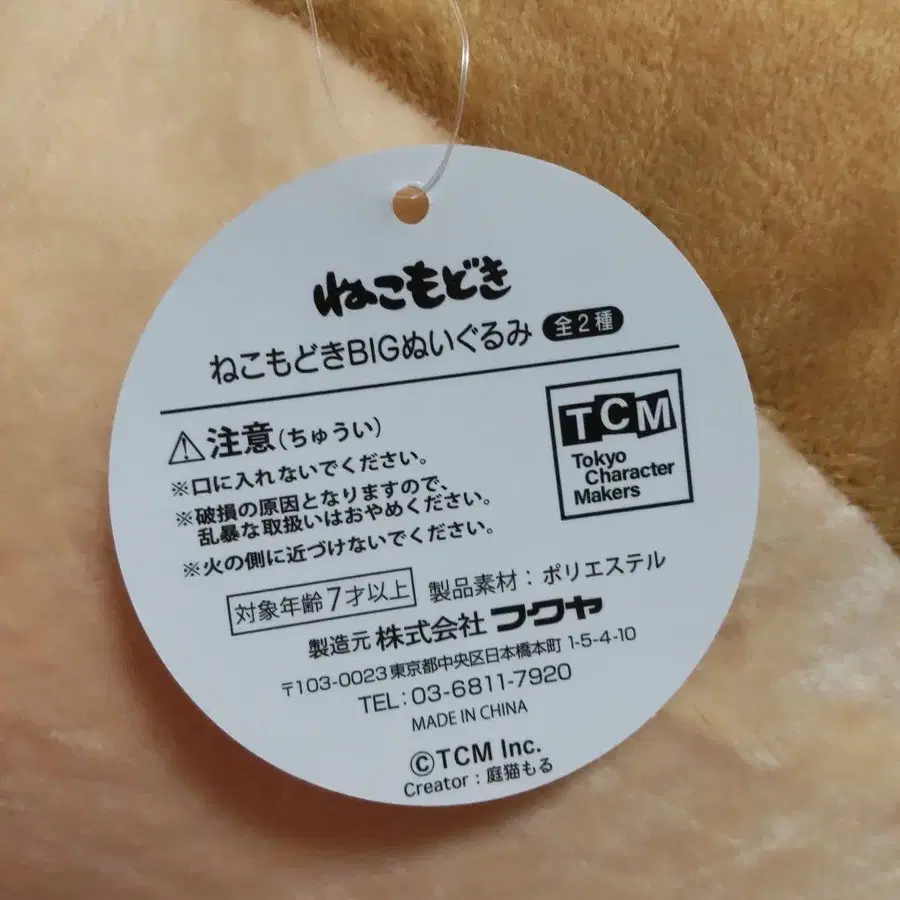 ねこもどき
ねこもどきBIGぬいぐるみ 全2種
⚠注意(ちゅうい)
※口に入れないでください。
※破損の原因となりますので、
乱暴な取扱いはおやめください。
※火の側に近づけないでください。
TCM
Tokyo
Character
Makers
対象年齢7才以上 製品素材：ポリエステル
製造元 株式会社フクヤ
〒103-0023東京都中央区日本橋本町 1-5-4-10
TEL：03-6811-7920
MADE IN CHINA
©TCM Inc.
Creator：庭猫もる